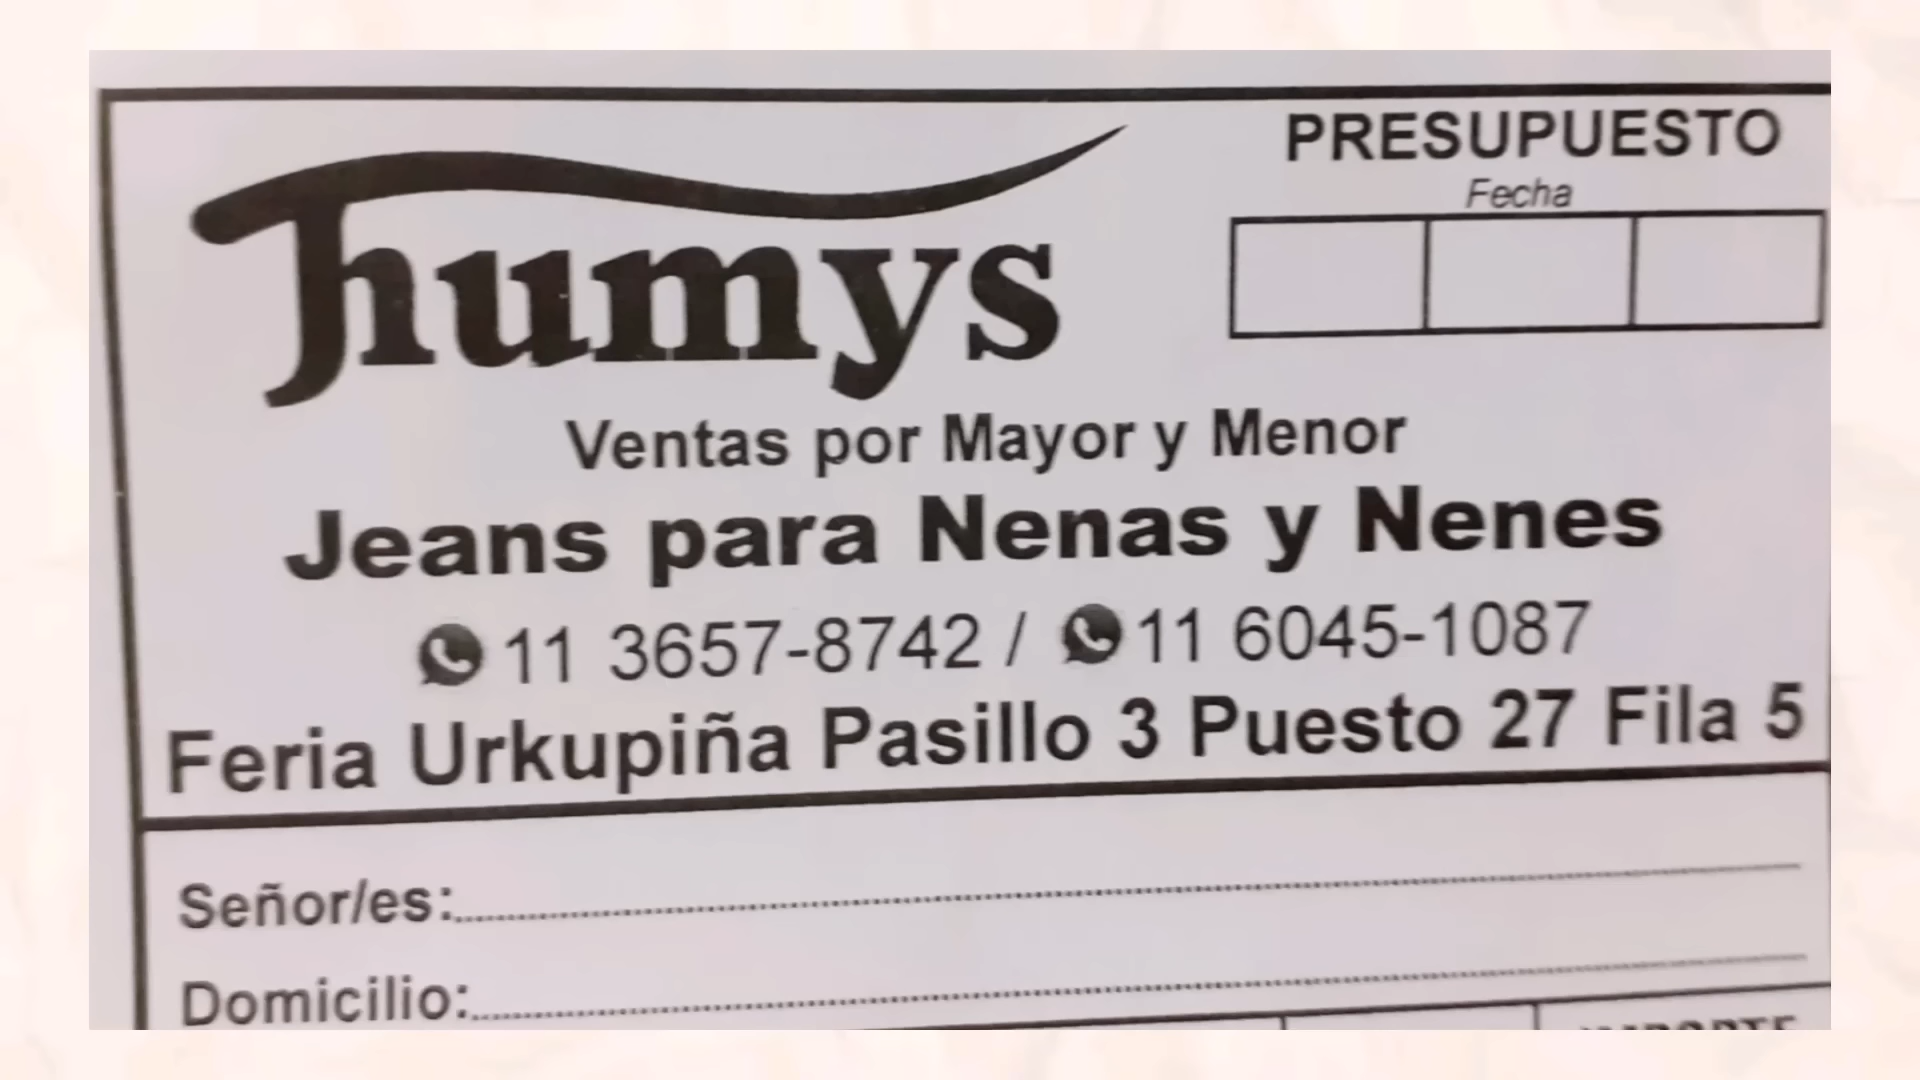 Thumys
PRESUPUESTO
Fecha
Ventas por Mayor y Menor
Jeans para Nenas y Nenes
11 3657-8742 / 11 6045-1087
Feria Urkupiña Pasillo 3 Puesto 27 Fila 5
Señor/es:
Domicilio: